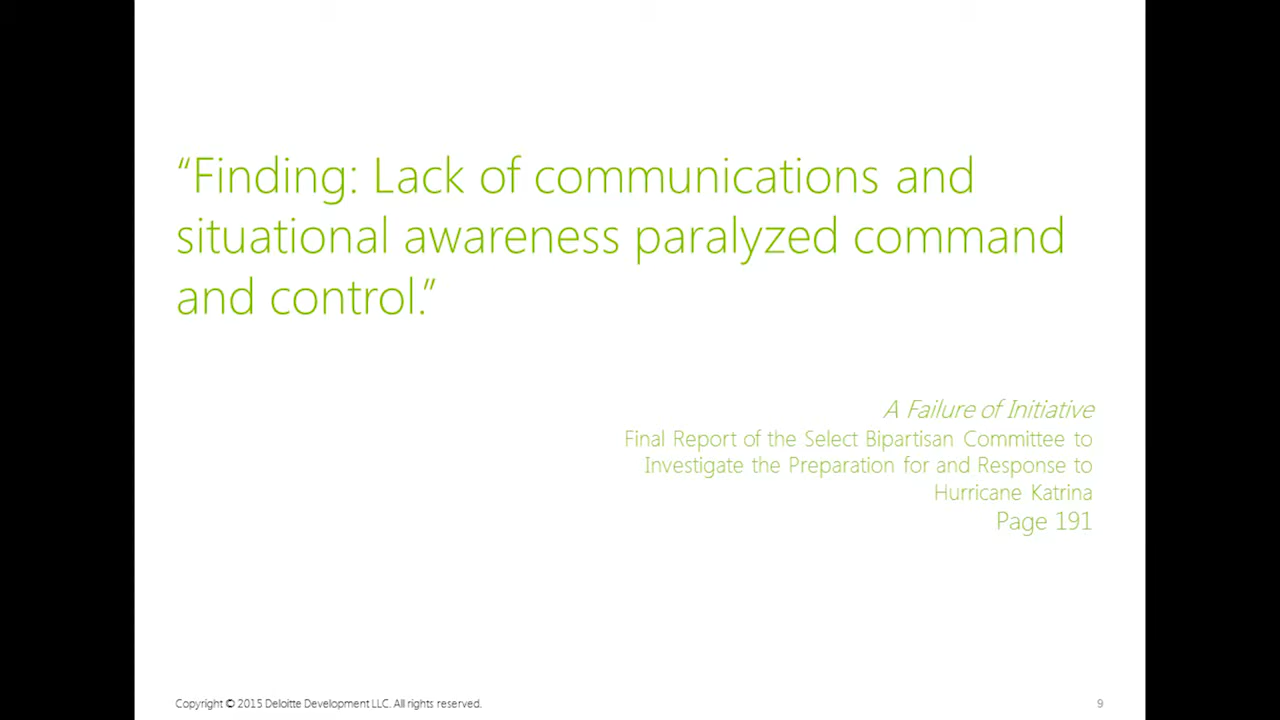 “Finding: Lack of communications and
situational awareness paralyzed command
and control.”
A Failure of Initiative
Final Report of the Select Bipartisan Committee to
Investigate the Preparation for and Response to
Hurricane Katrina
Page 191
Copyright © 2015 Deloitte Development LLC. All rights reserved.
9